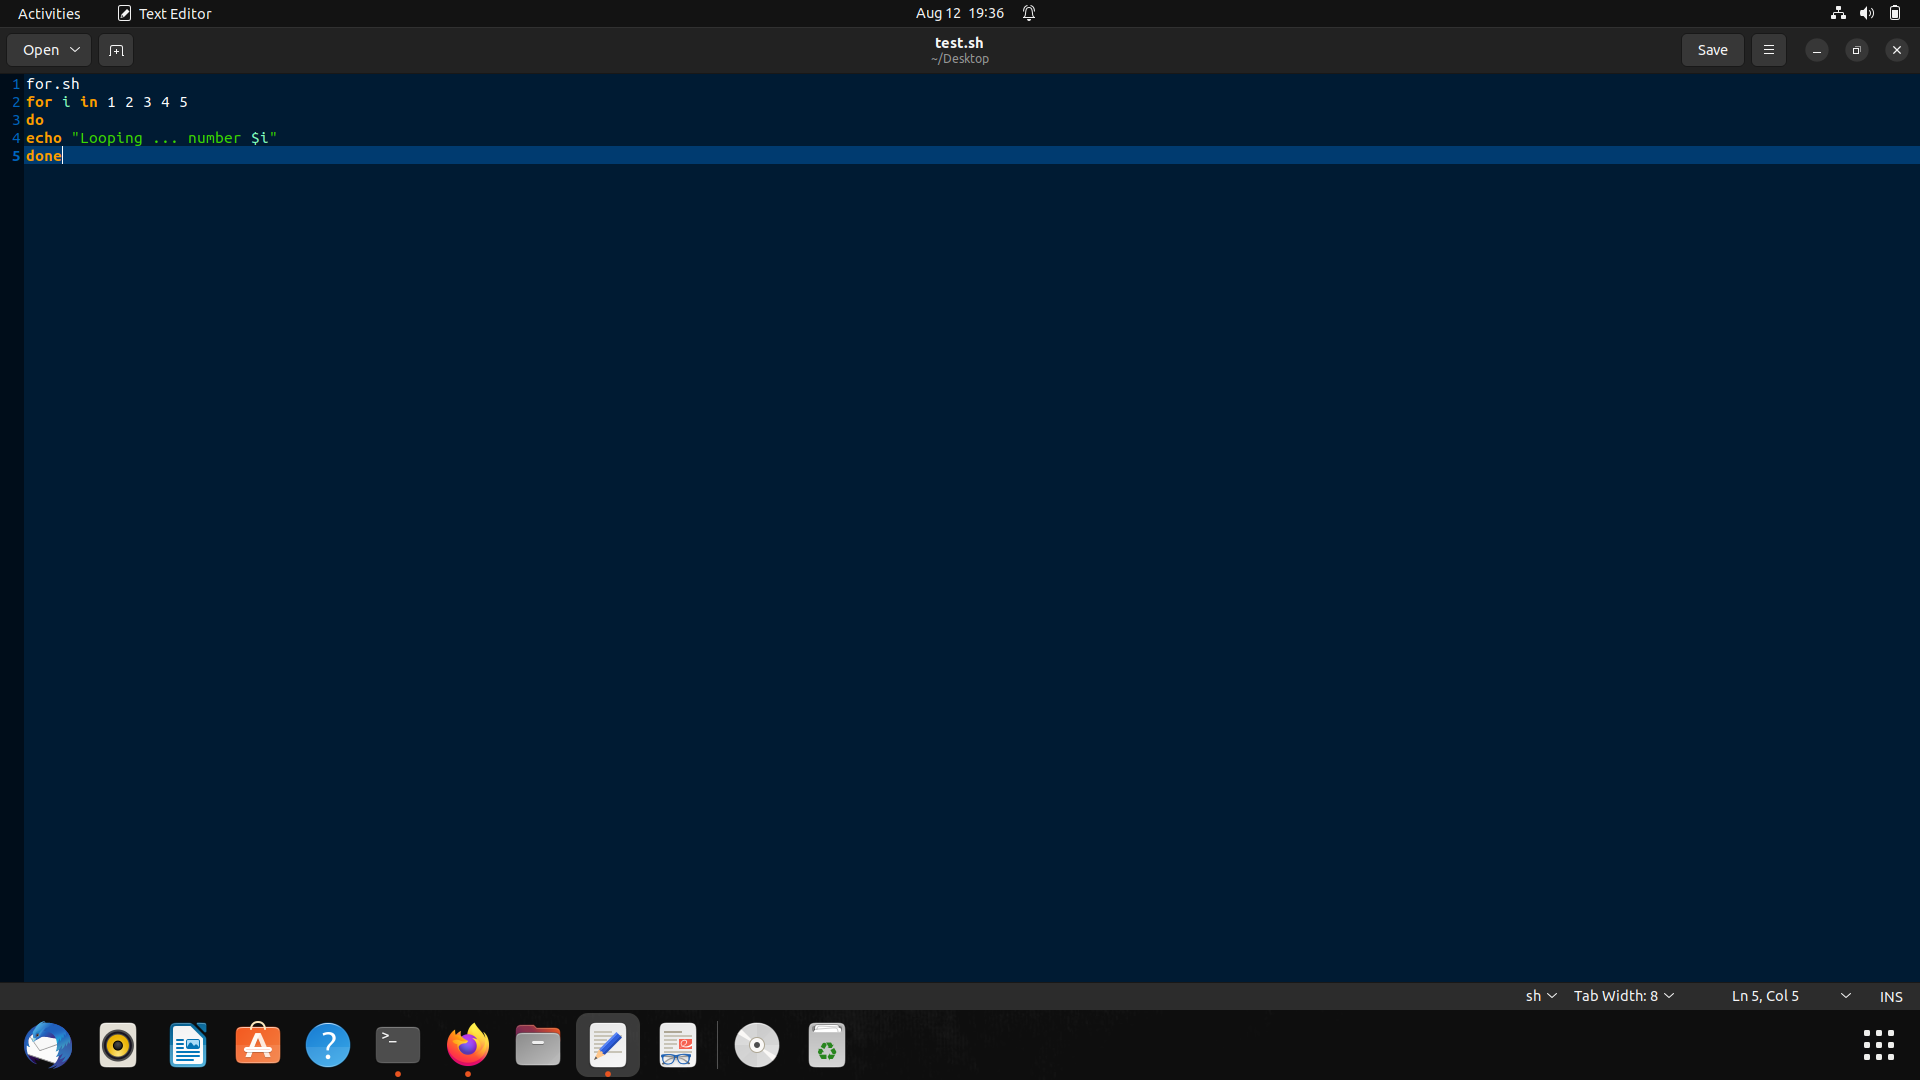 Activities Text Editor Aug 12 19:36
Open test.sh Save
~/Desktop
1 for.sh
2 for i in 1 2 3 4 5
3 do
4 echo "Looping ... number $i"
5 done
sh Tab Width: 8 Ln 5, Col 5 INS